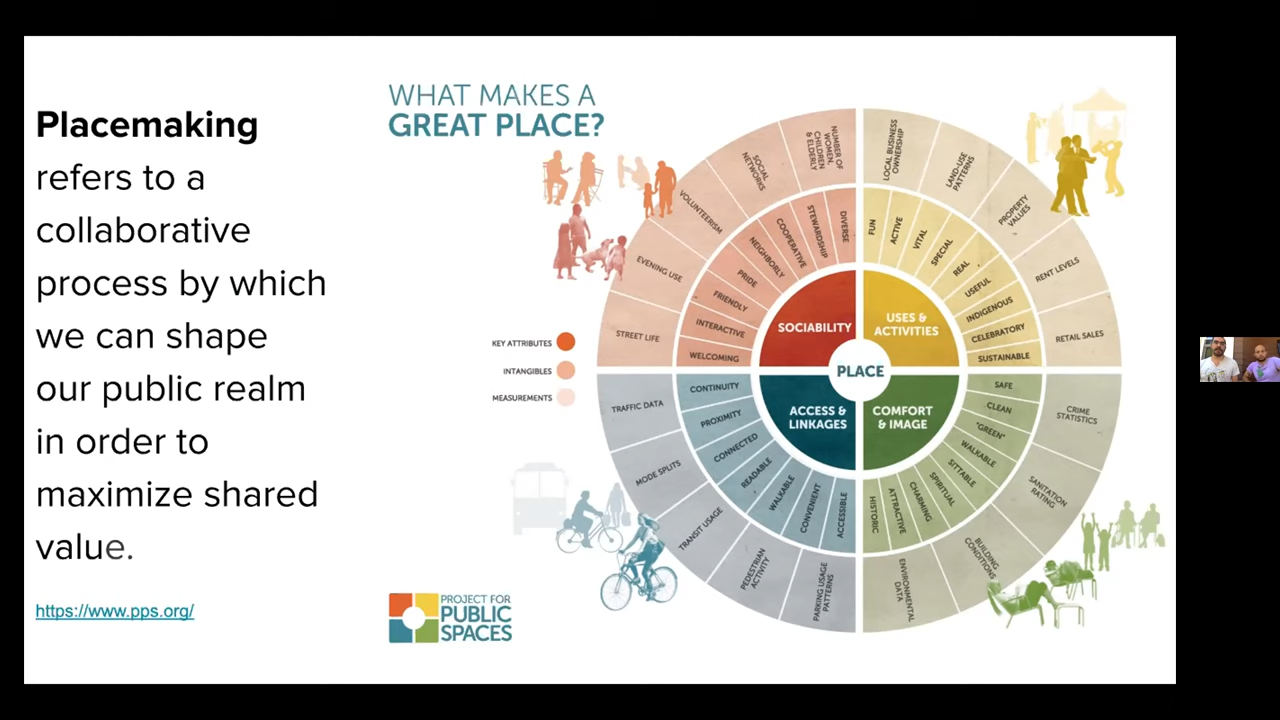 Placemaking
refers to a
collaborative
process by which
we can shape
our public realm
in order to
maximize shared
value.
https://www.pps.org/
WHAT MAKES A
GREAT PLACE?
KEY ATTRIBUTES
INTANGIBLES
MEASUREMENTS
PLACE
SOCIABILITY
USES &
ACTIVITIES
ACCESS &
LINKAGES
COMFORT
& IMAGE
DIVERSE
STEWARDSHIP
COOPERATIVE
NEIGHBORLY
PRIDE
FRIENDLY
INTERACTIVE
WELCOMING
NUMBER OF
WOMEN,
CHILDREN
& ELDERLY
SOCIAL
NETWORKS
VOLUNTEERISM
EVENING USE
STREET LIFE
FUN
ACTIVE
VITAL
SPECIAL
REAL
USEFUL
INDIGENOUS
CELEBRATORY
SUSTAINABLE
LOCAL BUSINESS
OWNERSHIP
LAND-USE
PATTERNS
PROPERTY
VALUES
RENT LEVELS
RETAIL SALES
CONTINUITY
PROXIMITY
CONNECTED
READABLE
WALKABLE
CONVENIENT
ACCESSIBLE
TRAFFIC DATA
MODE SPLITS
TRANSIT USAGE
PEDESTRIAN
ACTIVITY
PARKING USAGE
PATTERNS
SAFE
CLEAN
"GREEN"
WALKABLE
SITTABLE
SPIRITUAL
CHARMING
ATTRACTIVE
HISTORIC
CRIME
STATISTICS
SANITATION
RATING
BUILDING
CONDITIONS
ENVIRONMENTAL
DATA
PROJECT FOR
PUBLIC
SPACES